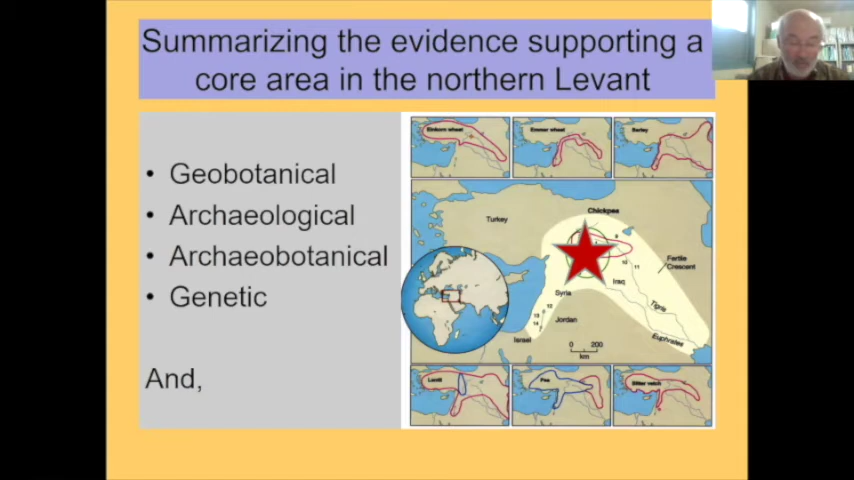 Summarizing the evidence supporting a
core area in the northern Levant
• Geobotanical
• Archaeological
• Archaeobotanical
• Genetic
And,
Einkorn wheat
Emmer wheat
Barley
Chickpea
Turkey
Fertile
Crescent
Syria
Iraq
Tigris
Jordan
Israel
Euphrates
0 200
km
Lentil
Pea
Bitter vetch